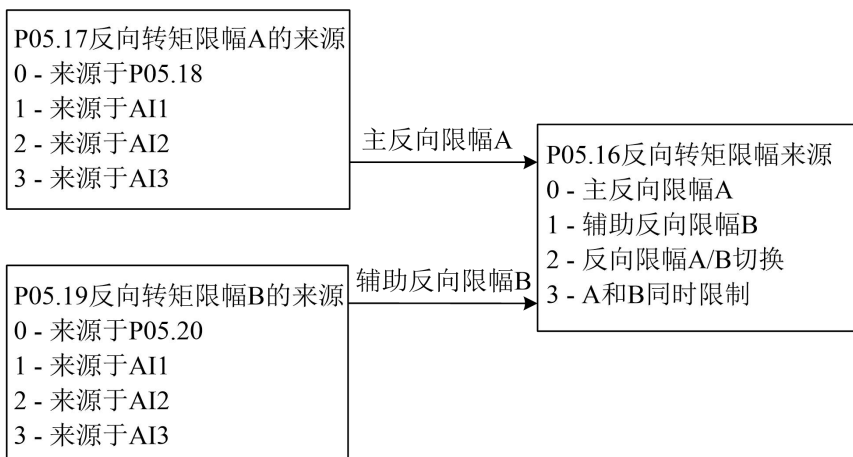 P05.17反向转矩限幅A的来源
0 - 来源于P05.18
1 - 来源于AI1
2 - 来源于AI2
3 - 来源于AI3
主反向限幅A
P05.19反向转矩限幅B的来源
0 - 来源于P05.20
1 - 来源于AI1
2 - 来源于AI2
3 - 来源于AI3
辅助反向限幅B
P05.16反向转矩限幅来源
0 - 主反向限幅A
1 - 辅助反向限幅B
2 - 反向限幅A/B切换
3 - A和B同时限制